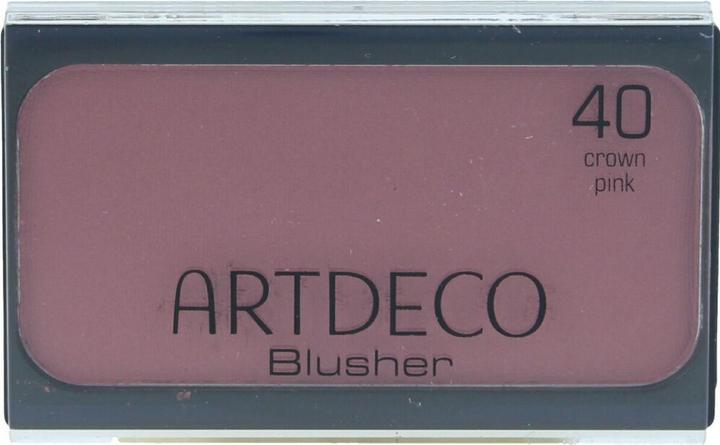 40
crown
pink
ARTDECO
Blusher